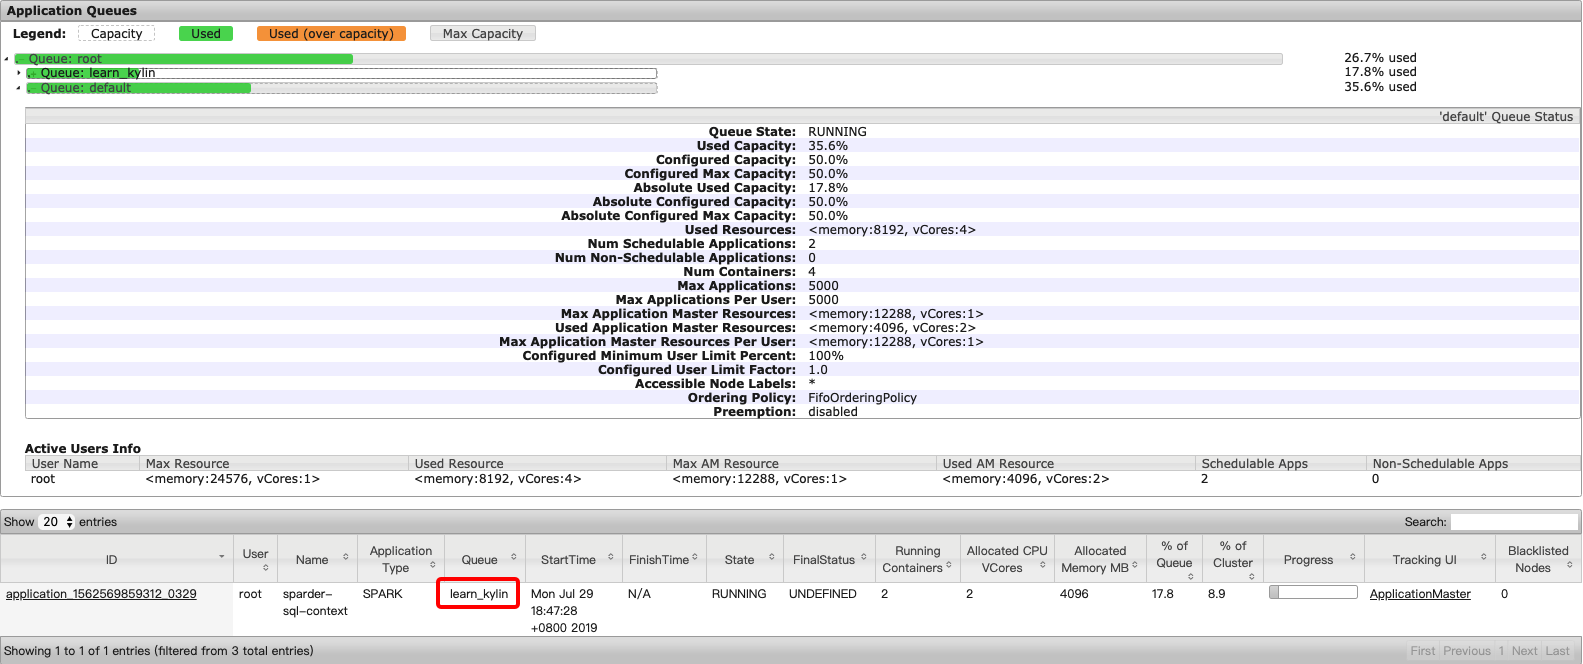 Application Queues
Legend: Capacity Used Used (over capacity) Max Capacity
Queue: root 26.7% used
Queue: learn_kylin 17.8% used
Queue: default 35.6% used
'default' Queue Status
Queue State: RUNNING
Used Capacity: 35.6%
Configured Capacity: 50.0%
Configured Max Capacity: 50.0%
Absolute Used Capacity: 17.8%
Absolute Configured Capacity: 50.0%
Absolute Configured Max Capacity: 50.0%
Used Resources: <memory:8192, vCores:4>
Num Schedulable Applications: 2
Num Non-Schedulable Applications: 0
Num Containers: 4
Max Applications: 5000
Max Applications Per User: 5000
Max Application Master Resources: <memory:12288, vCores:1>
Used Application Master Resources: <memory:4096, vCores:2>
Max Application Master Resources Per User: <memory:12288, vCores:1>
Configured Minimum User Limit Percent: 100%
Configured User Limit Factor: 1.0
Accessible Node Labels: *
Ordering Policy: FifoOrderingPolicy
Preemption: disabled
Active Users Info
User Name Max Resource Used Resource Max AM Resource Used AM Resource Schedulable Apps Non-Schedulable Apps
root <memory:24576, vCores:1> <memory:8192, vCores:4> <memory:12288, vCores:1> <memory:4096, vCores:2> 2 0
Show 20 entries Search:
ID User Name Application Type Queue StartTime FinishTime State FinalStatus Running Containers Allocated CPU VCores Allocated Memory MB % of Queue % of Cluster Progress Tracking UI Blacklisted Nodes
application_1562569859312_0329 root sparder-sql-context SPARK learn_kylin Mon Jul 29 18:47:28 +0800 2019 N/A RUNNING UNDEFINED 2 2 4096 17.8 8.9 ApplicationMaster 0
Showing 1 to 1 of 1 entries (filtered from 3 total entries) First Previous 1 Next Last